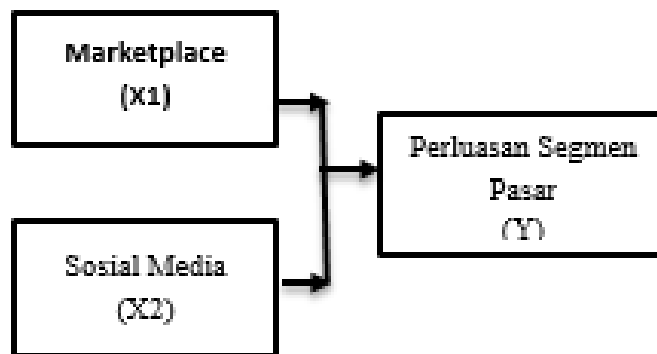 Marketplace
(X1)
Perluasan Segmen
Pasar
(Y)
Sosial Media
(X2)